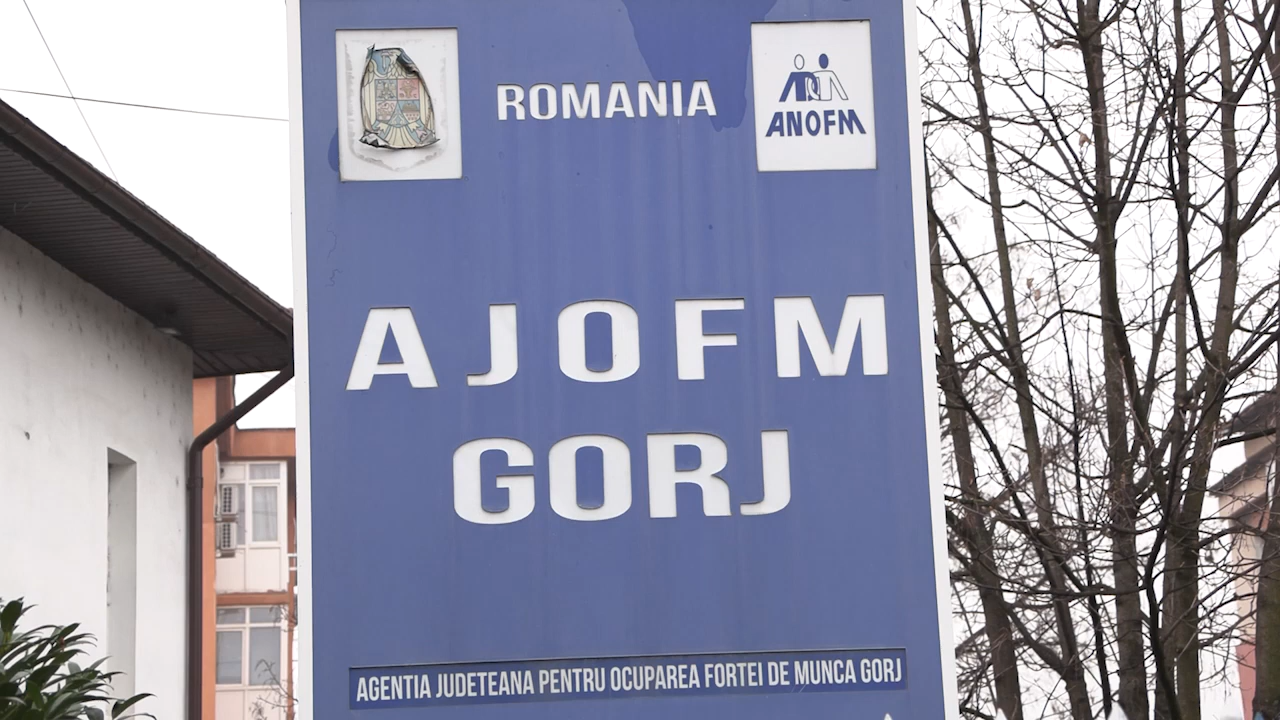 ROMANIA
ANOFM
AJOFM
GORJ
AGENTIA JUDETEANA PENTRU OCUPAREA FORTEI DE MUNCA GORJ